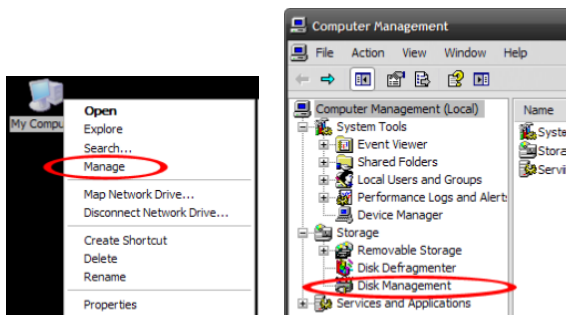 My Compu
Open
Explore
Search...
Manage
Map Network Drive...
Disconnect Network Drive...
Create Shortcut
Delete
Rename
Properties
Computer Management
File Action View Window Help
Computer Management (Local)
System Tools
Event Viewer
Shared Folders
Local Users and Groups
Performance Logs and Alert
Device Manager
Storage
Removable Storage
Disk Defragmenter
Disk Management
Services and Applications
Name
Syste
Stora
Servi